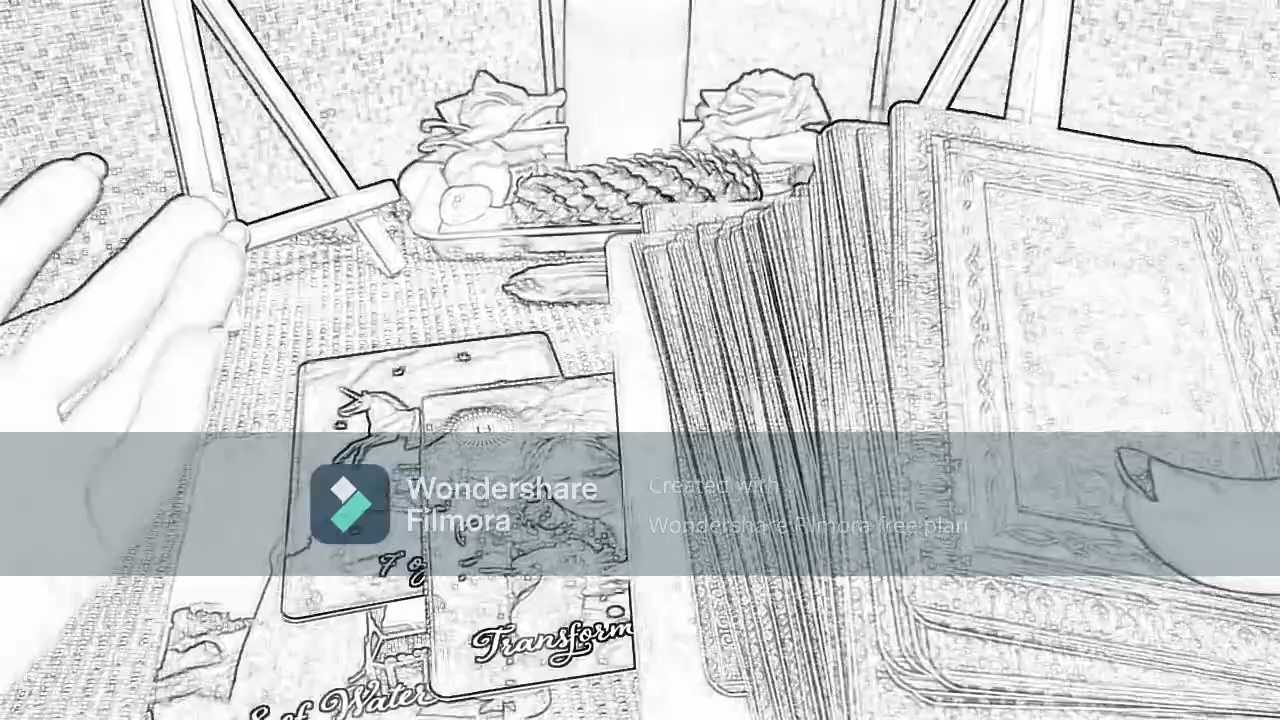 Wondershare
Filmora
Created with
Wondershare Filmora free plan
Transform
of Water